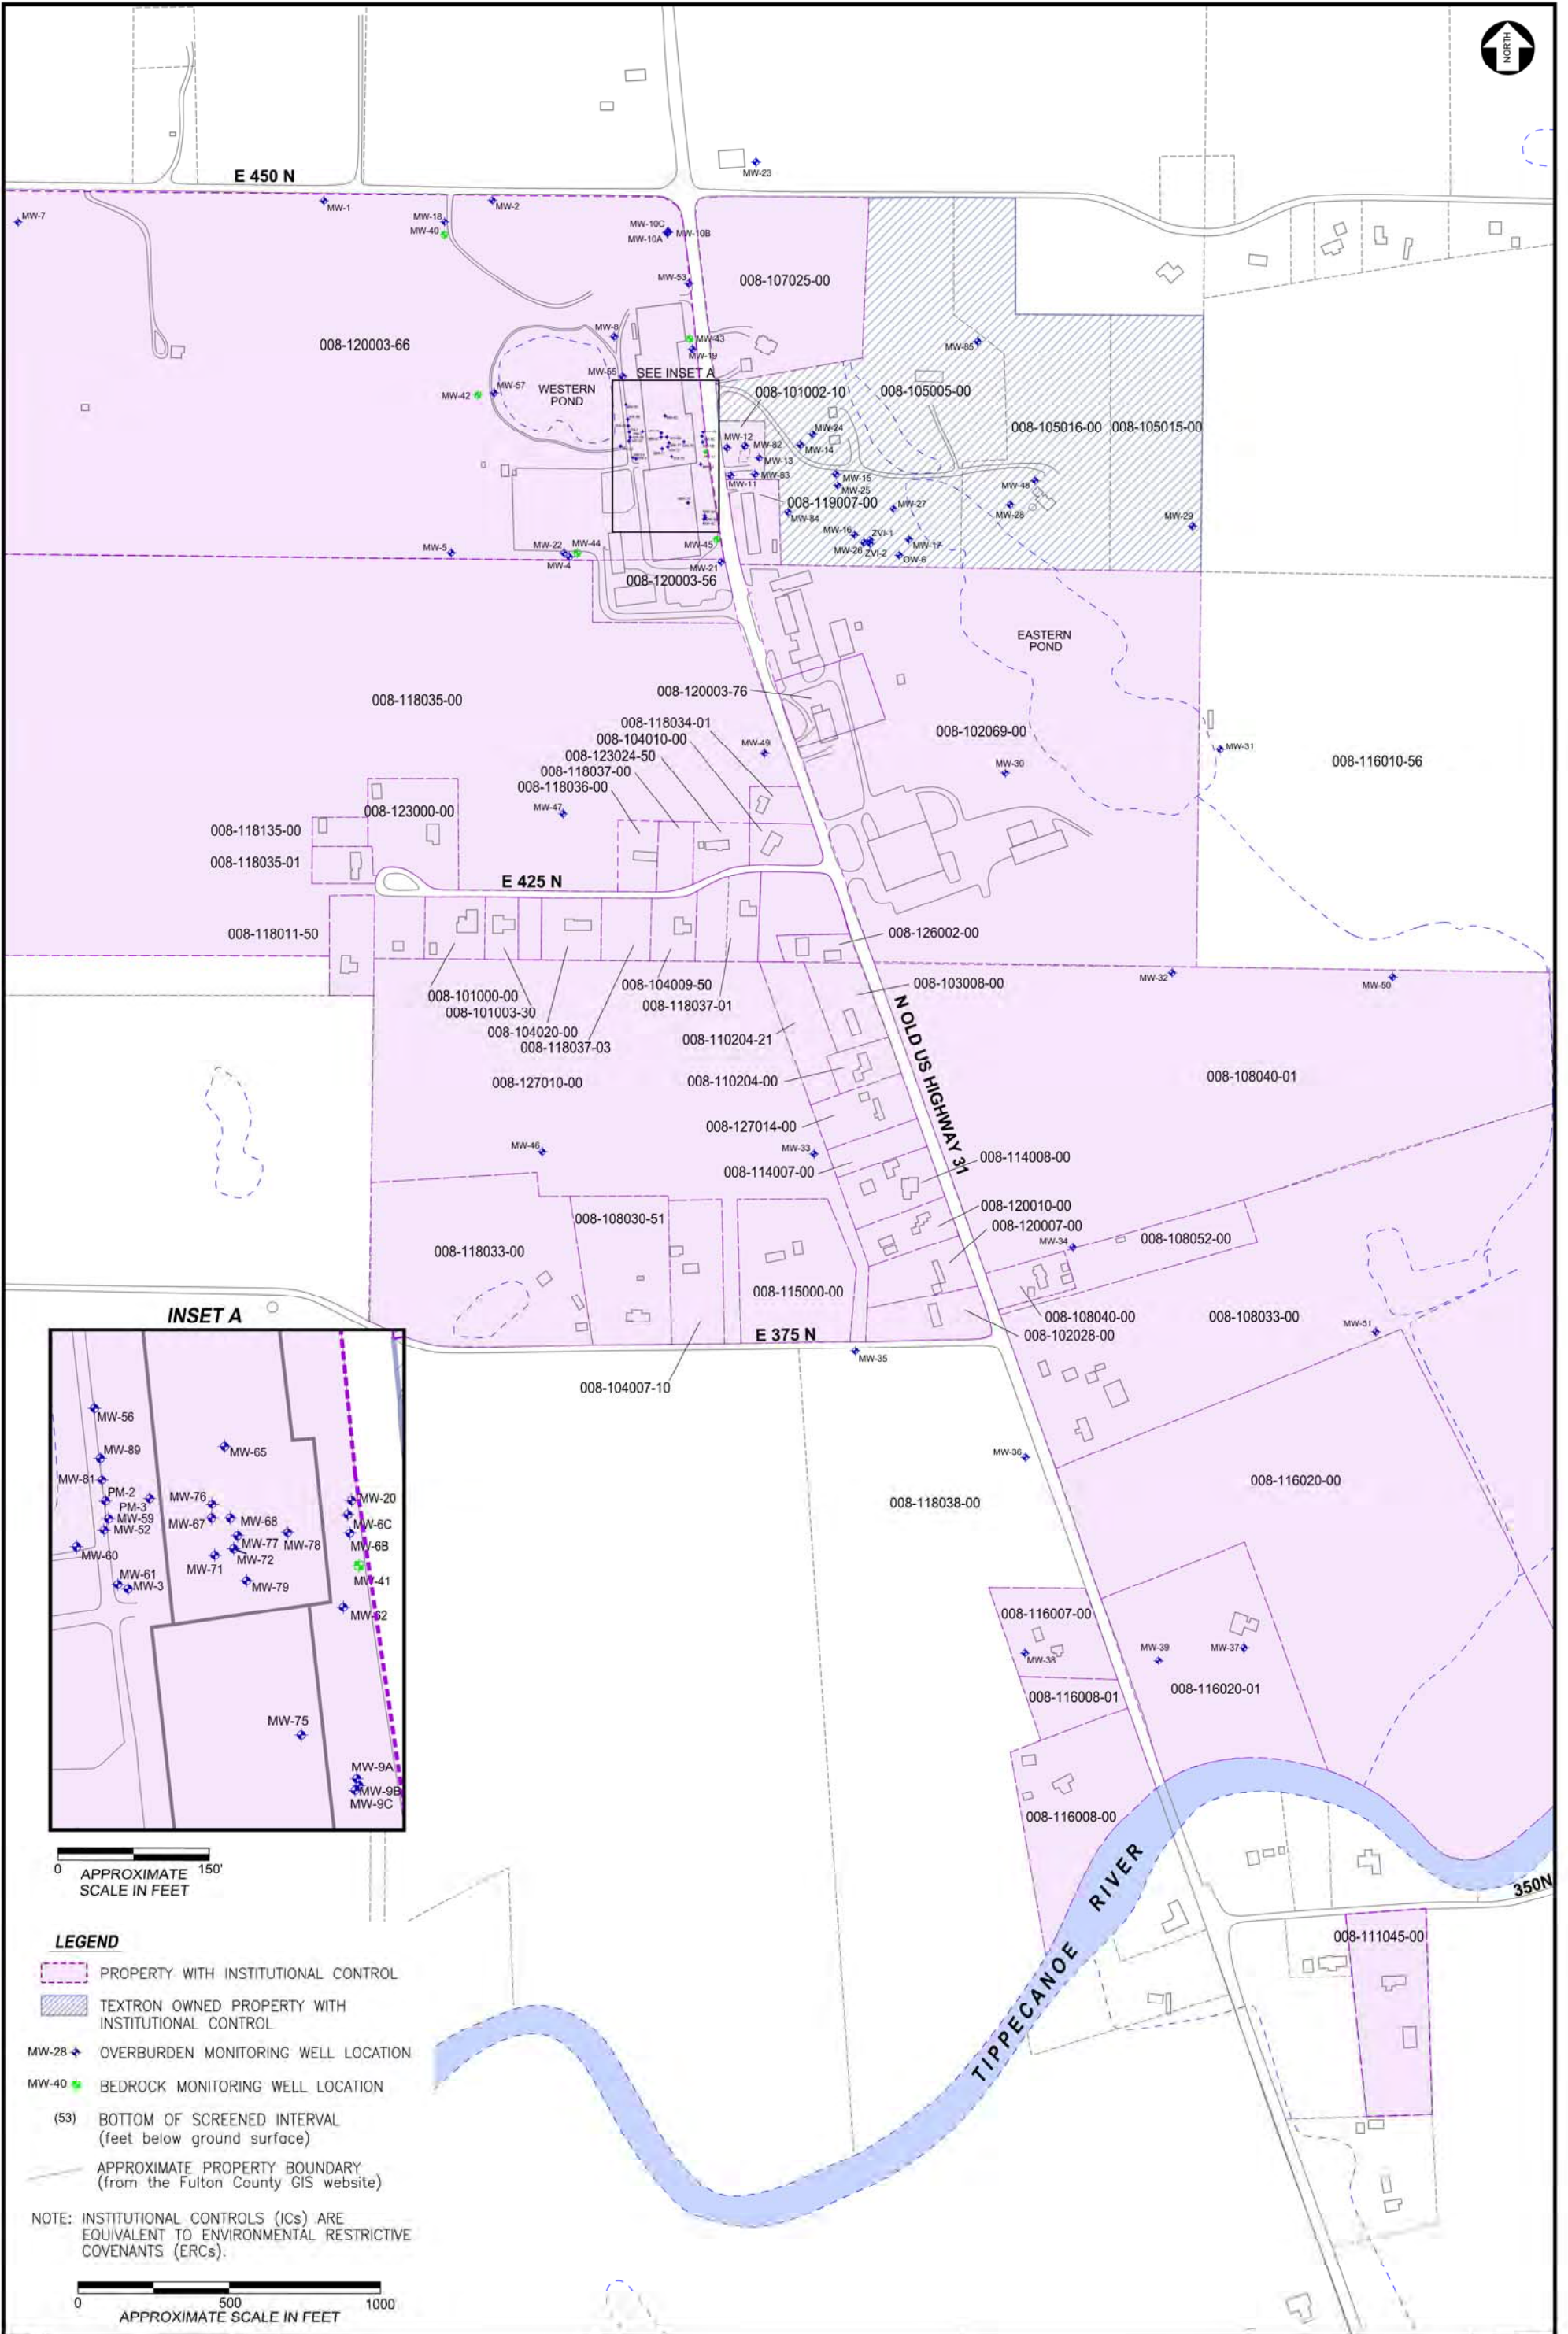 NORTH
E 450 N
MW-23
MW-7
MW-1
MW-18
MW-40
MW-2
MW-10C
MW-10A
MW-10B
MW-53
008-107025-00
008-120003-66
MW-8
MW-43
MW-19
MW-85
MW-55
SEE INSET A
WESTERN
POND
MW-42
MW-57
008-101002-10
008-105005-00
008-105016-00
008-105015-00
MW-24
MW-14
MW-12
MW-82
MW-13
MW-83
MW-11
MW-15
MW-25
MW-48
008-119007-00
MW-27
MW-28
MW-29
MW-84
MW-16
ZVI-1
MW-17
MW-26
ZVI-2
OW-6
MW-5
MW-22
MW-44
MW-4
MW-45
MW-21
008-120003-56
EASTERN
POND
008-118035-00
008-120003-76
008-118034-01
008-104010-00
008-123024-50
008-118037-00
008-118036-00
MW-49
008-102069-00
MW-31
MW-30
008-116010-56
MW-47
008-123000-00
008-118135-00
008-118035-01
E 425 N
008-118011-50
008-126002-00
008-101000-00
008-101003-30
008-104020-00
008-118037-03
008-104009-50
008-118037-01
008-103008-00
MW-32
MW-50
N OLD US HIGHWAY 31
008-110204-21
008-127010-00
008-110204-00
008-108040-01
008-127014-00
MW-46
MW-33
008-114007-00
008-114008-00
008-120010-00
008-120007-00
008-108030-51
008-118033-00
MW-34
008-108052-00
008-115000-00
008-108040-00
008-102028-00
008-108033-00
MW-51
E 375 N
MW-35
008-104007-10
MW-36
008-116020-00
008-118038-00
008-116007-00
MW-38
MW-39
MW-37
008-116008-01
008-116020-01
008-116008-00
TIPPECANOE RIVER
350N
008-111045-00
INSET A
MW-56
MW-89
MW-65
MW-81
PM-2
PM-3
MW-59
MW-52
MW-76
MW-67
MW-68
MW-77
MW-78
MW-72
MW-71
MW-79
MW-60
MW-61
MW-3
MW-20
MW-6C
MW-6B
MW-41
MW-62
MW-75
MW-9A
MW-9B
MW-9C
0 150'
APPROXIMATE
SCALE IN FEET
LEGEND
PROPERTY WITH INSTITUTIONAL CONTROL
TEXTRON OWNED PROPERTY WITH
INSTITUTIONAL CONTROL
MW-28 OVERBURDEN MONITORING WELL LOCATION
MW-40 BEDROCK MONITORING WELL LOCATION
(53) BOTTOM OF SCREENED INTERVAL
(feet below ground surface)
APPROXIMATE PROPERTY BOUNDARY
(from the Fulton County GIS website)
NOTE: INSTITUTIONAL CONTROLS (ICs) ARE
EQUIVALENT TO ENVIRONMENTAL RESTRICTIVE
COVENANTS (ERCs).
0 500 1000
APPROXIMATE SCALE IN FEET